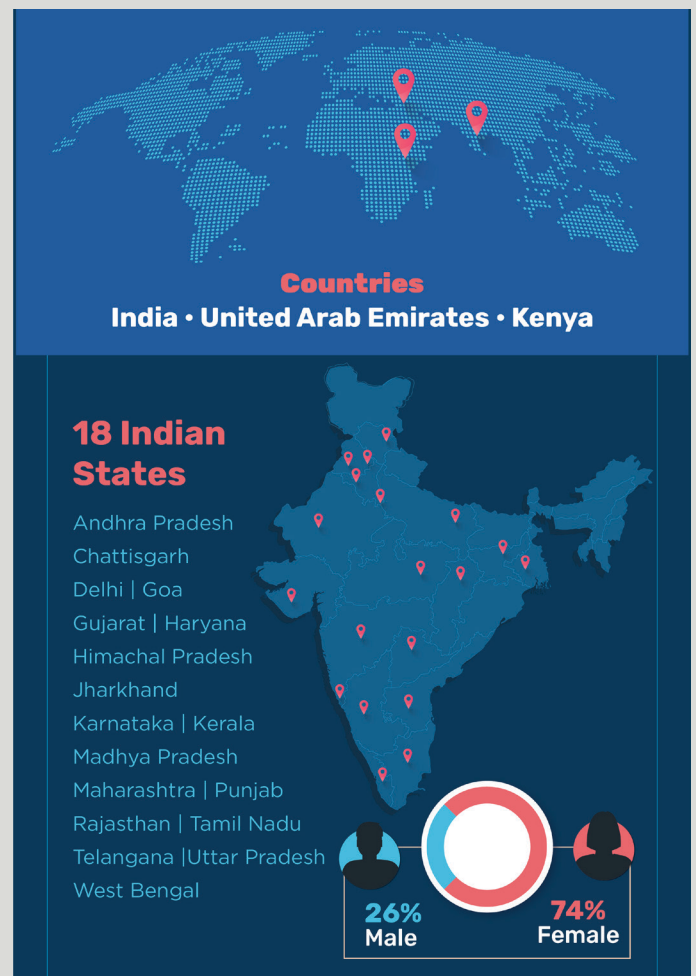 Countries
India • United Arab Emirates • Kenya
18 Indian
States
Andhra Pradesh
Chattisgarh
Delhi | Goa
Gujarat | Haryana
Himachal Pradesh
Jharkhand
Karnataka | Kerala
Madhya Pradesh
Maharashtra | Punjab
Rajasthan | Tamil Nadu
Telangana |Uttar Pradesh
West Bengal
26%
Male
74%
Female